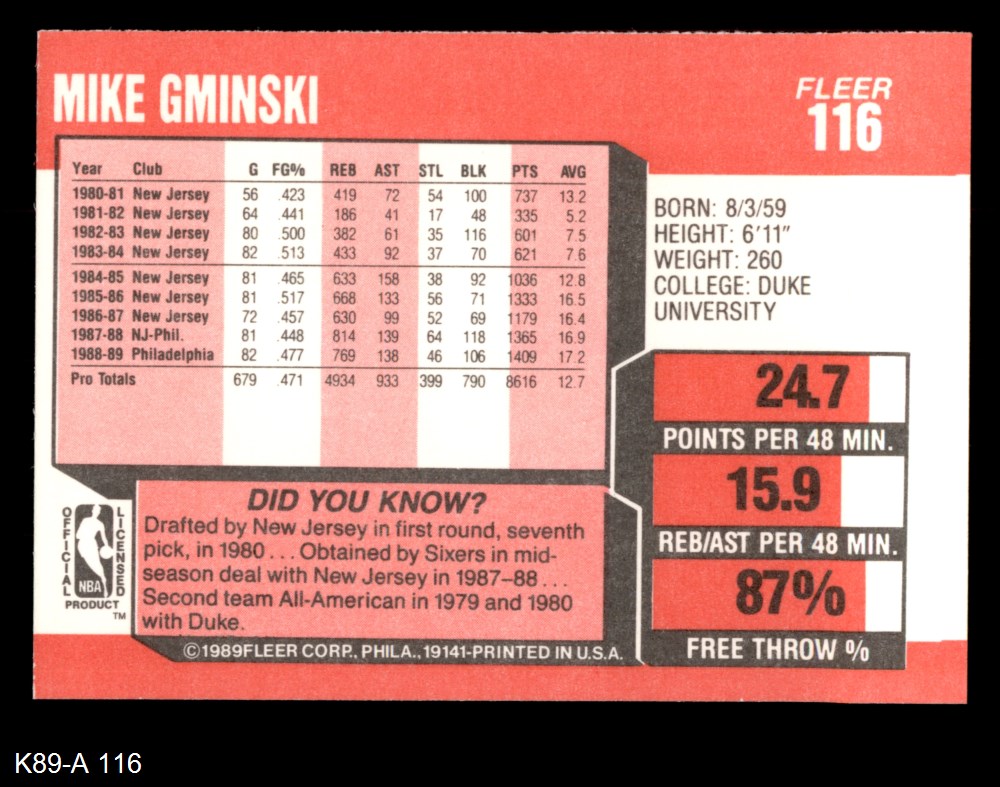 MIKE GMINSKI
FLEER
116
Year Club G FG% REB AST STL BLK PTS AVG
1980-81 New Jersey 56 .423 419 72 54 100 737 13.2
1981-82 New Jersey 64 .441 186 41 17 48 335 5.2
1982-83 New Jersey 80 .500 382 61 35 116 601 7.5
1983-84 New Jersey 82 .513 433 92 37 70 621 7.6
1984-85 New Jersey 81 .465 633 158 38 92 1036 12.8
1985-86 New Jersey 81 .517 668 133 56 71 1333 16.5
1986-87 New Jersey 72 .457 630 99 52 69 1179 16.4
1987-88 NJ-Phil. 81 .448 814 139 64 118 1365 16.9
1988-89 Philadelphia 82 .477 769 138 46 106 1409 17.2
Pro Totals 679 .471 4934 933 399 790 8616 12.7
BORN: 8/3/59
HEIGHT: 6'11"
WEIGHT: 260
COLLEGE: DUKE
UNIVERSITY
24.7
POINTS PER 48 MIN.
15.9
REB/AST PER 48 MIN.
87%
FREE THROW %
OFFICIAL
LICENSED
NBA
PRODUCT
TM
DID YOU KNOW?
Drafted by New Jersey in first round, seventh
pick, in 1980 . . . Obtained by Sixers in mid-
season deal with New Jersey in 1987–88 . . .
Second team All-American in 1979 and 1980
with Duke.
©1989FLEER CORP., PHILA., 19141-PRINTED IN U.S.A.
K89-A 116